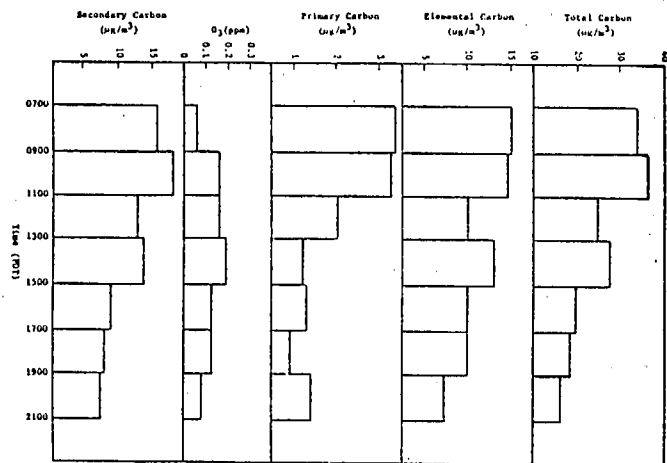 Secondary Carbon
(µg/m³)
5 10 15
O₃(ppm)
0 0.1 0.2 0.3
Primary Carbon
(µg/m³)
1 2 3
Elemental Carbon
(µg/m³)
5 10 15
Total Carbon
(µg/m³)
10 20 30 40
0700
0900
1100
1300
1500
1700
1900
2100
Time (PDT)